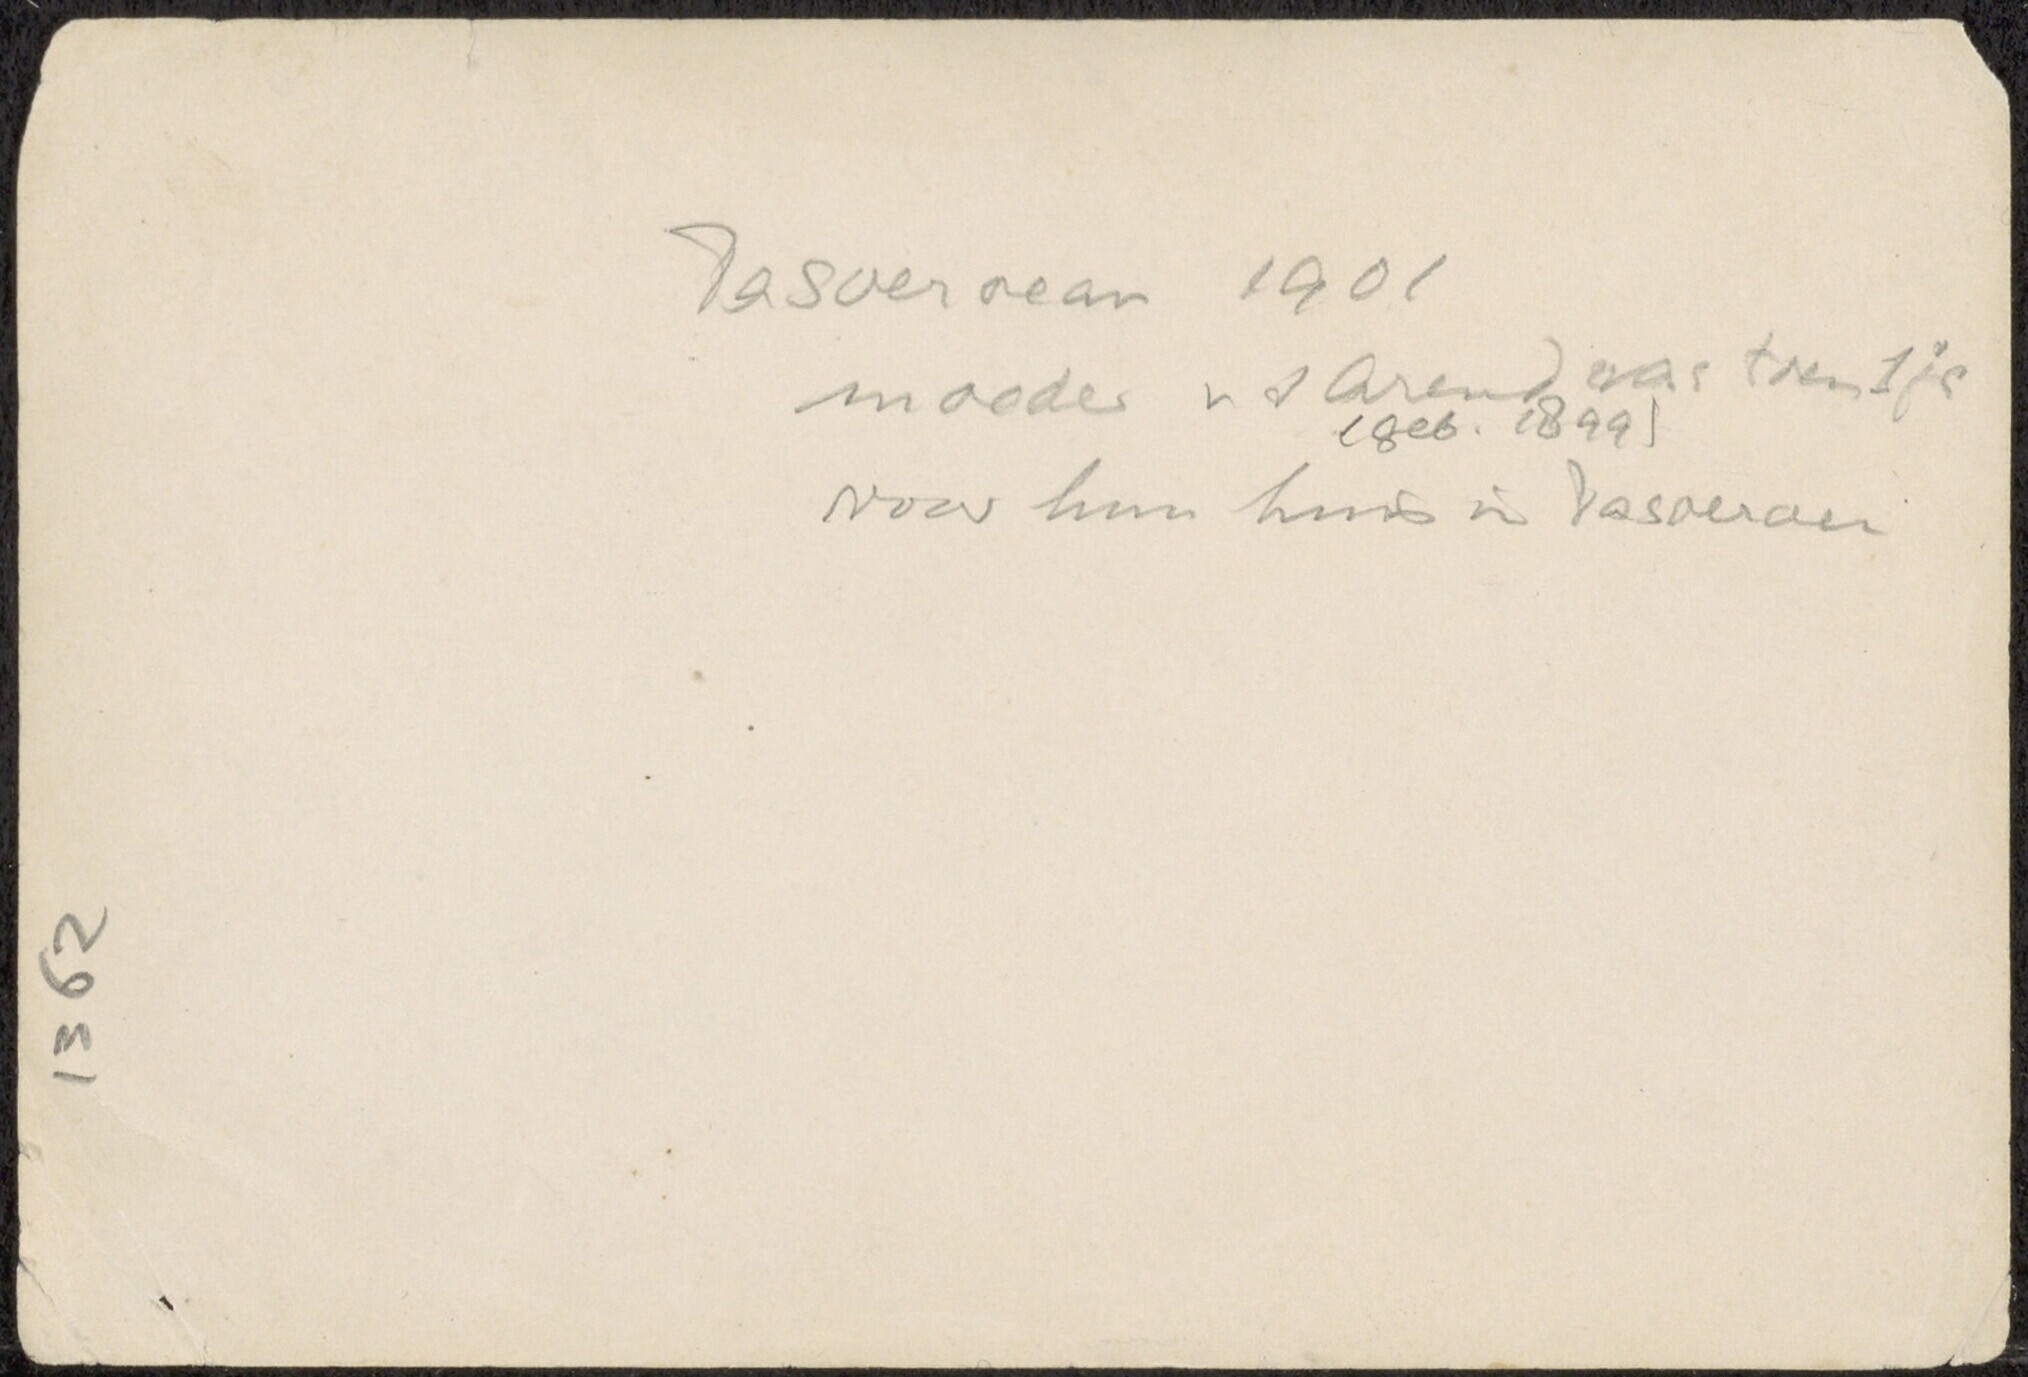 Pasoeroean 1901
moeder v d Arend was toen 1 jr
(geb. 1899)
voor hun huis in Pasoeroean
1362